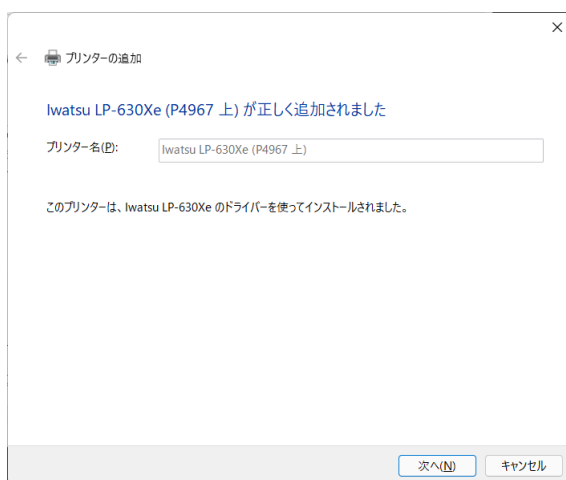 プリンターの追加
Iwatsu LP-630Xe (P4967 上) が正しく追加されました
プリンター名(P): Iwatsu LP-630Xe (P4967 上)
このプリンターは、Iwatsu LP-630Xe のドライバーを使ってインストールされました。
次へ(N) キャンセル